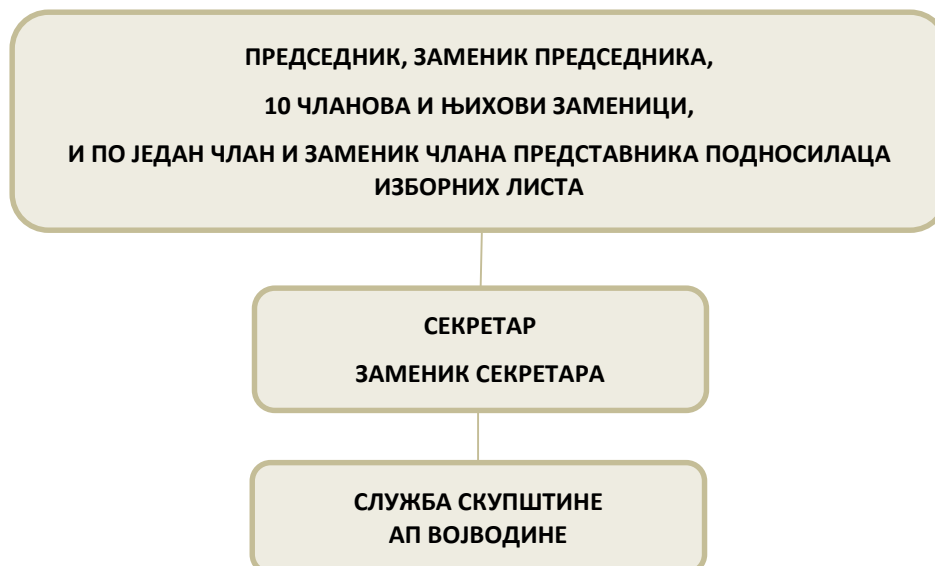 ПРЕДСЕДНИК, ЗАМЕНИК ПРЕДСЕДНИКА,
10 ЧЛАНОВА И ЊИХОВИ ЗАМЕНИЦИ,
И ПО ЈЕДАН ЧЛАН И ЗАМЕНИК ЧЛАНА ПРЕДСТАВНИКА ПОДНОСИЛАЦА
ИЗБОРНИХ ЛИСТА
СЕКРЕТАР
ЗАМЕНИК СЕКРЕТАРА
СЛУЖБА СКУПШТИНЕ
АП ВОЈВОДИНЕ